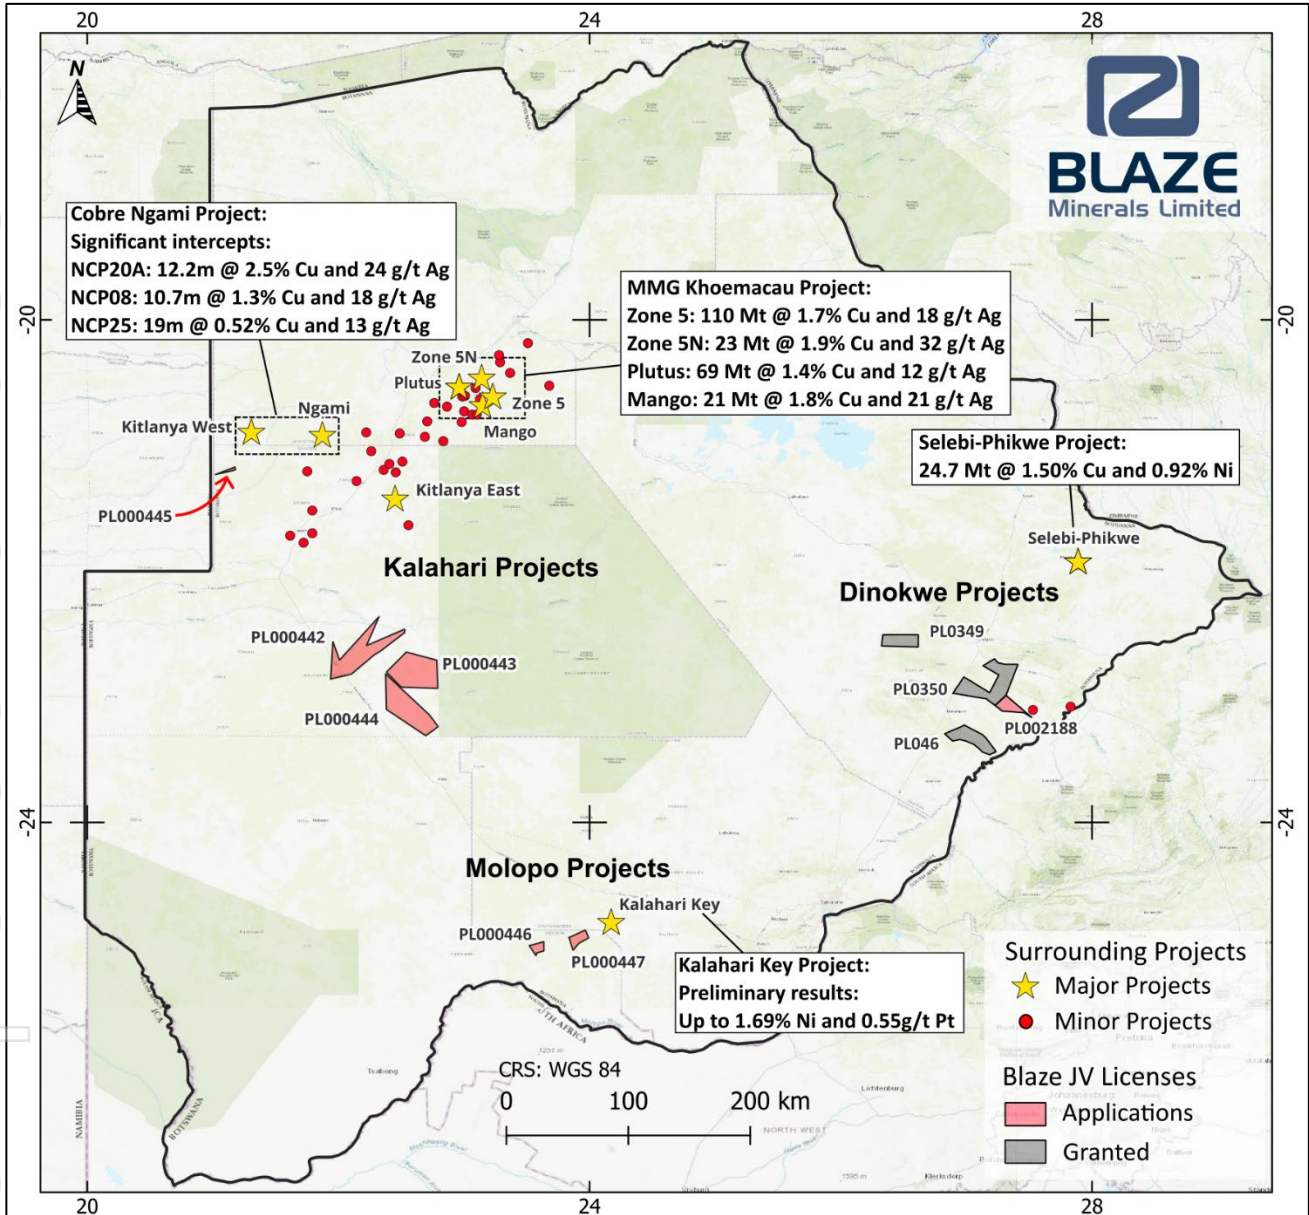 20
24
28
N
BLAZE
Minerals Limited
Cobre Ngami Project:
Significant intercepts:
NCP20A: 12.2m @ 2.5% Cu and 24 g/t Ag
NCP08: 10.7m @ 1.3% Cu and 18 g/t Ag
NCP25: 19m @ 0.52% Cu and 13 g/t Ag
MMG Khoemacau Project:
Zone 5: 110 Mt @ 1.7% Cu and 18 g/t Ag
Zone 5N: 23 Mt @ 1.9% Cu and 32 g/t Ag
Plutus: 69 Mt @ 1.4% Cu and 12 g/t Ag
Mango: 21 Mt @ 1.8% Cu and 21 g/t Ag
-20
-20
Zone 5N
Plutus
Zone 5
Mango
Ngami
Kitlanya West
Kitlanya East
PL000445
Selebi-Phikwe Project:
24.7 Mt @ 1.50% Cu and 0.92% Ni
Selebi-Phikwe
Kalahari Projects
Dinokwe Projects
PL000442
PL000443
PL000444
PL0349
PL0350
PL002188
PL046
-24
-24
Molopo Projects
Kalahari Key
PL000446
PL000447
Kalahari Key Project:
Preliminary results:
Up to 1.69% Ni and 0.55g/t Pt
Surrounding Projects
Major Projects
Minor Projects
Blaze JV Licenses
Applications
Granted
CRS: WGS 84
0
100
200 km
Tsabong
Lichtenburg
NORTH WEST
Klerksdorp
NAMIBIA
BOTSWANA
20
24
28